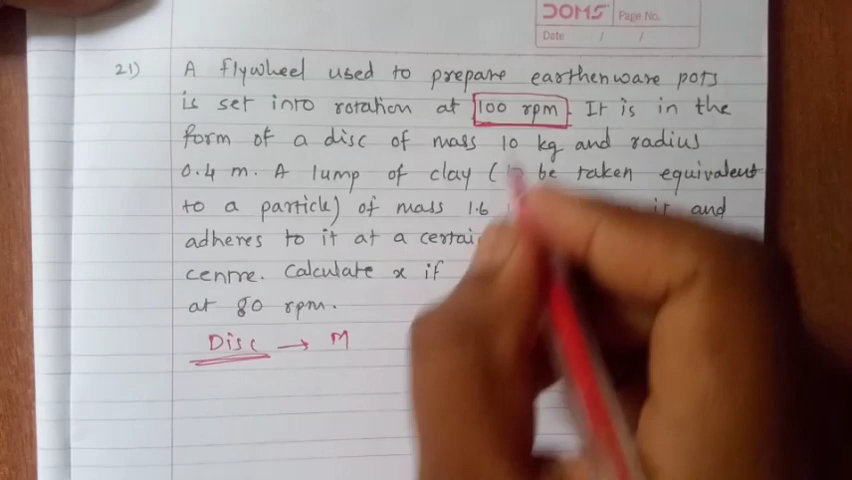 DOMS Page No.
Date / /
21) A flywheel used to prepare earthenware pots
is set into rotation at 100 rpm. It is in the
form of a disc of mass 10 kg and radius
0.4 m. A lump of clay ( be taken equivalent
to a particle) of mass 1.6 and
adheres to it at a
centre. Calculate x if
at 80 rpm.
Disc → M